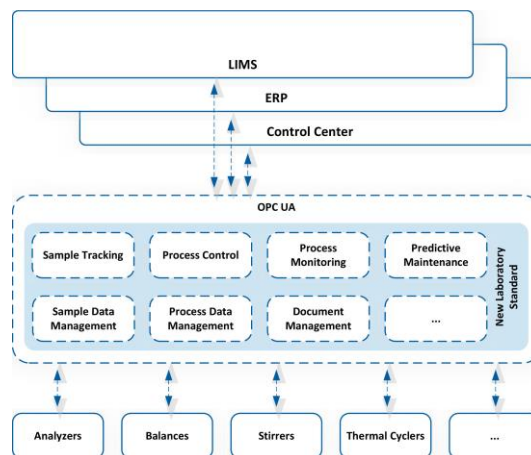 LIMS
ERP
Control Center
OPC UA
Sample Tracking
Process Control
Process
Monitoring
Predictive
Maintenance
Sample Data
Management
Process Data
Management
Document
Management
...
New Laboratory
Standard
Analyzers
Balances
Stirrers
Thermal Cyclers
...